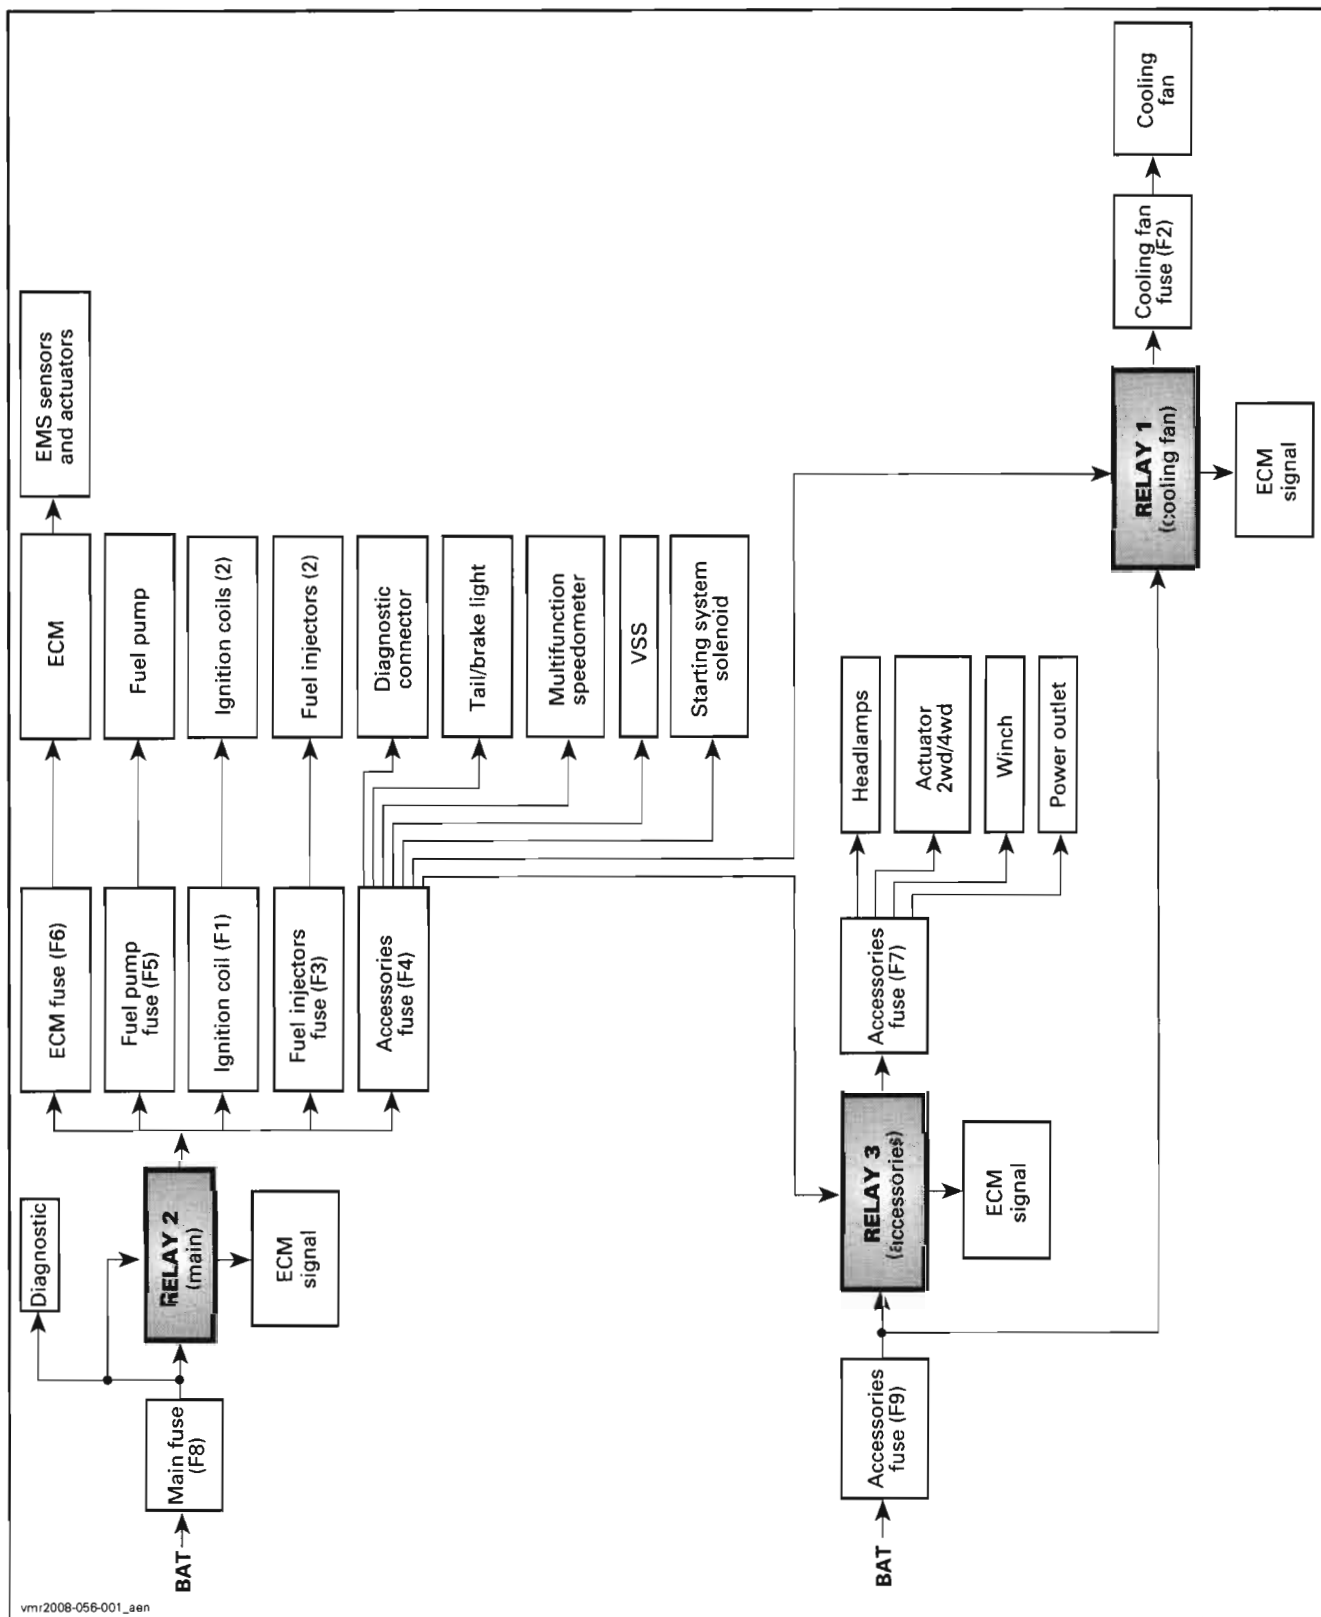 Diagnostic
BAT
Main fuse
(F8)
RELAY 2
(main)
ECM
signal
ECM fuse (F6)
Fuel pump
fuse (F5)
Ignition coil (F1)
Fuel injectors
fuse (F3)
Accessories
fuse (F4)
ECM
EMS sensors
and actuators
Fuel pump
Ignition coils (2)
Fuel injectors (2)
Diagnostic
connector
Tail/brake light
Multifunction
speedometer
VSS
Starting system
solenoid
BAT
Accessories
fuse (F9)
RELAY 3
(accessories)
ECM
signal
Accessories
fuse (F7)
Headlamps
Actuator
2wd/4wd
Winch
Power outlet
RELAY 1
(cooling fan)
ECM
signal
Cooling fan
fuse (F2)
Cooling
fan
vmr2008-056-001_aen